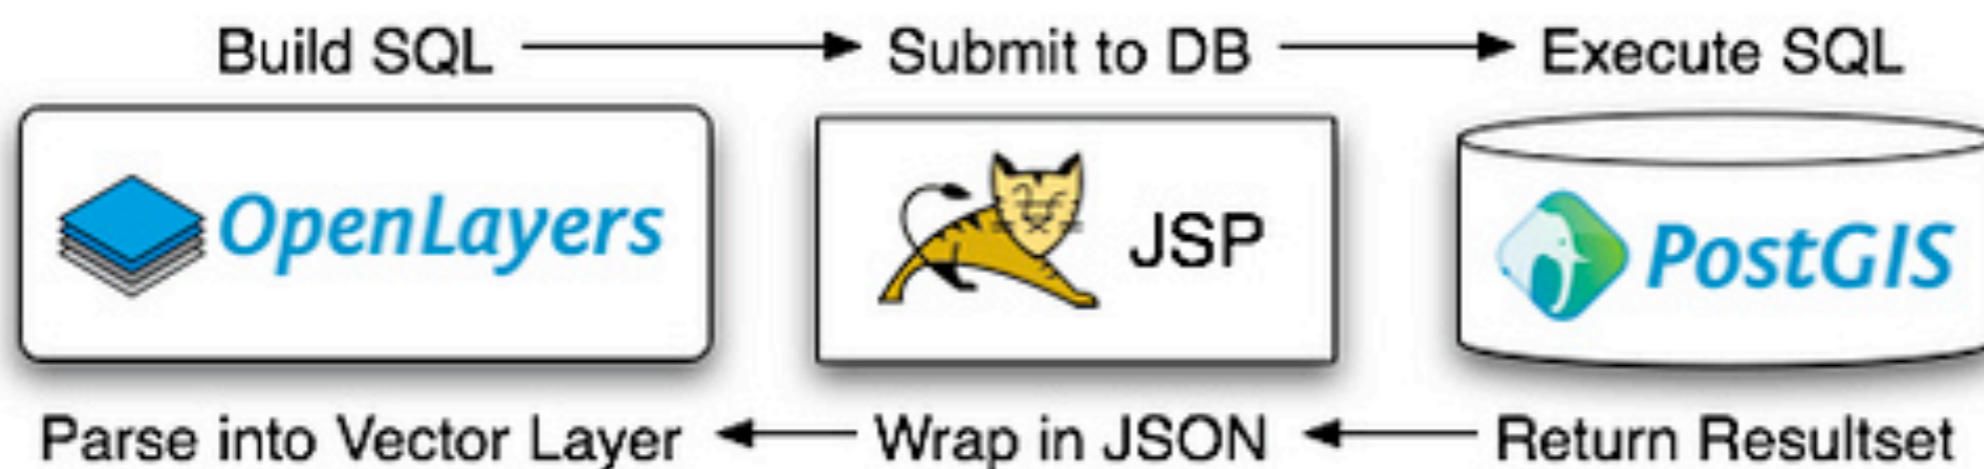 Build SQL Submit to DB Execute SQL
OpenLayers JSP PostGIS
Parse into Vector Layer Wrap in JSON Return Resultset